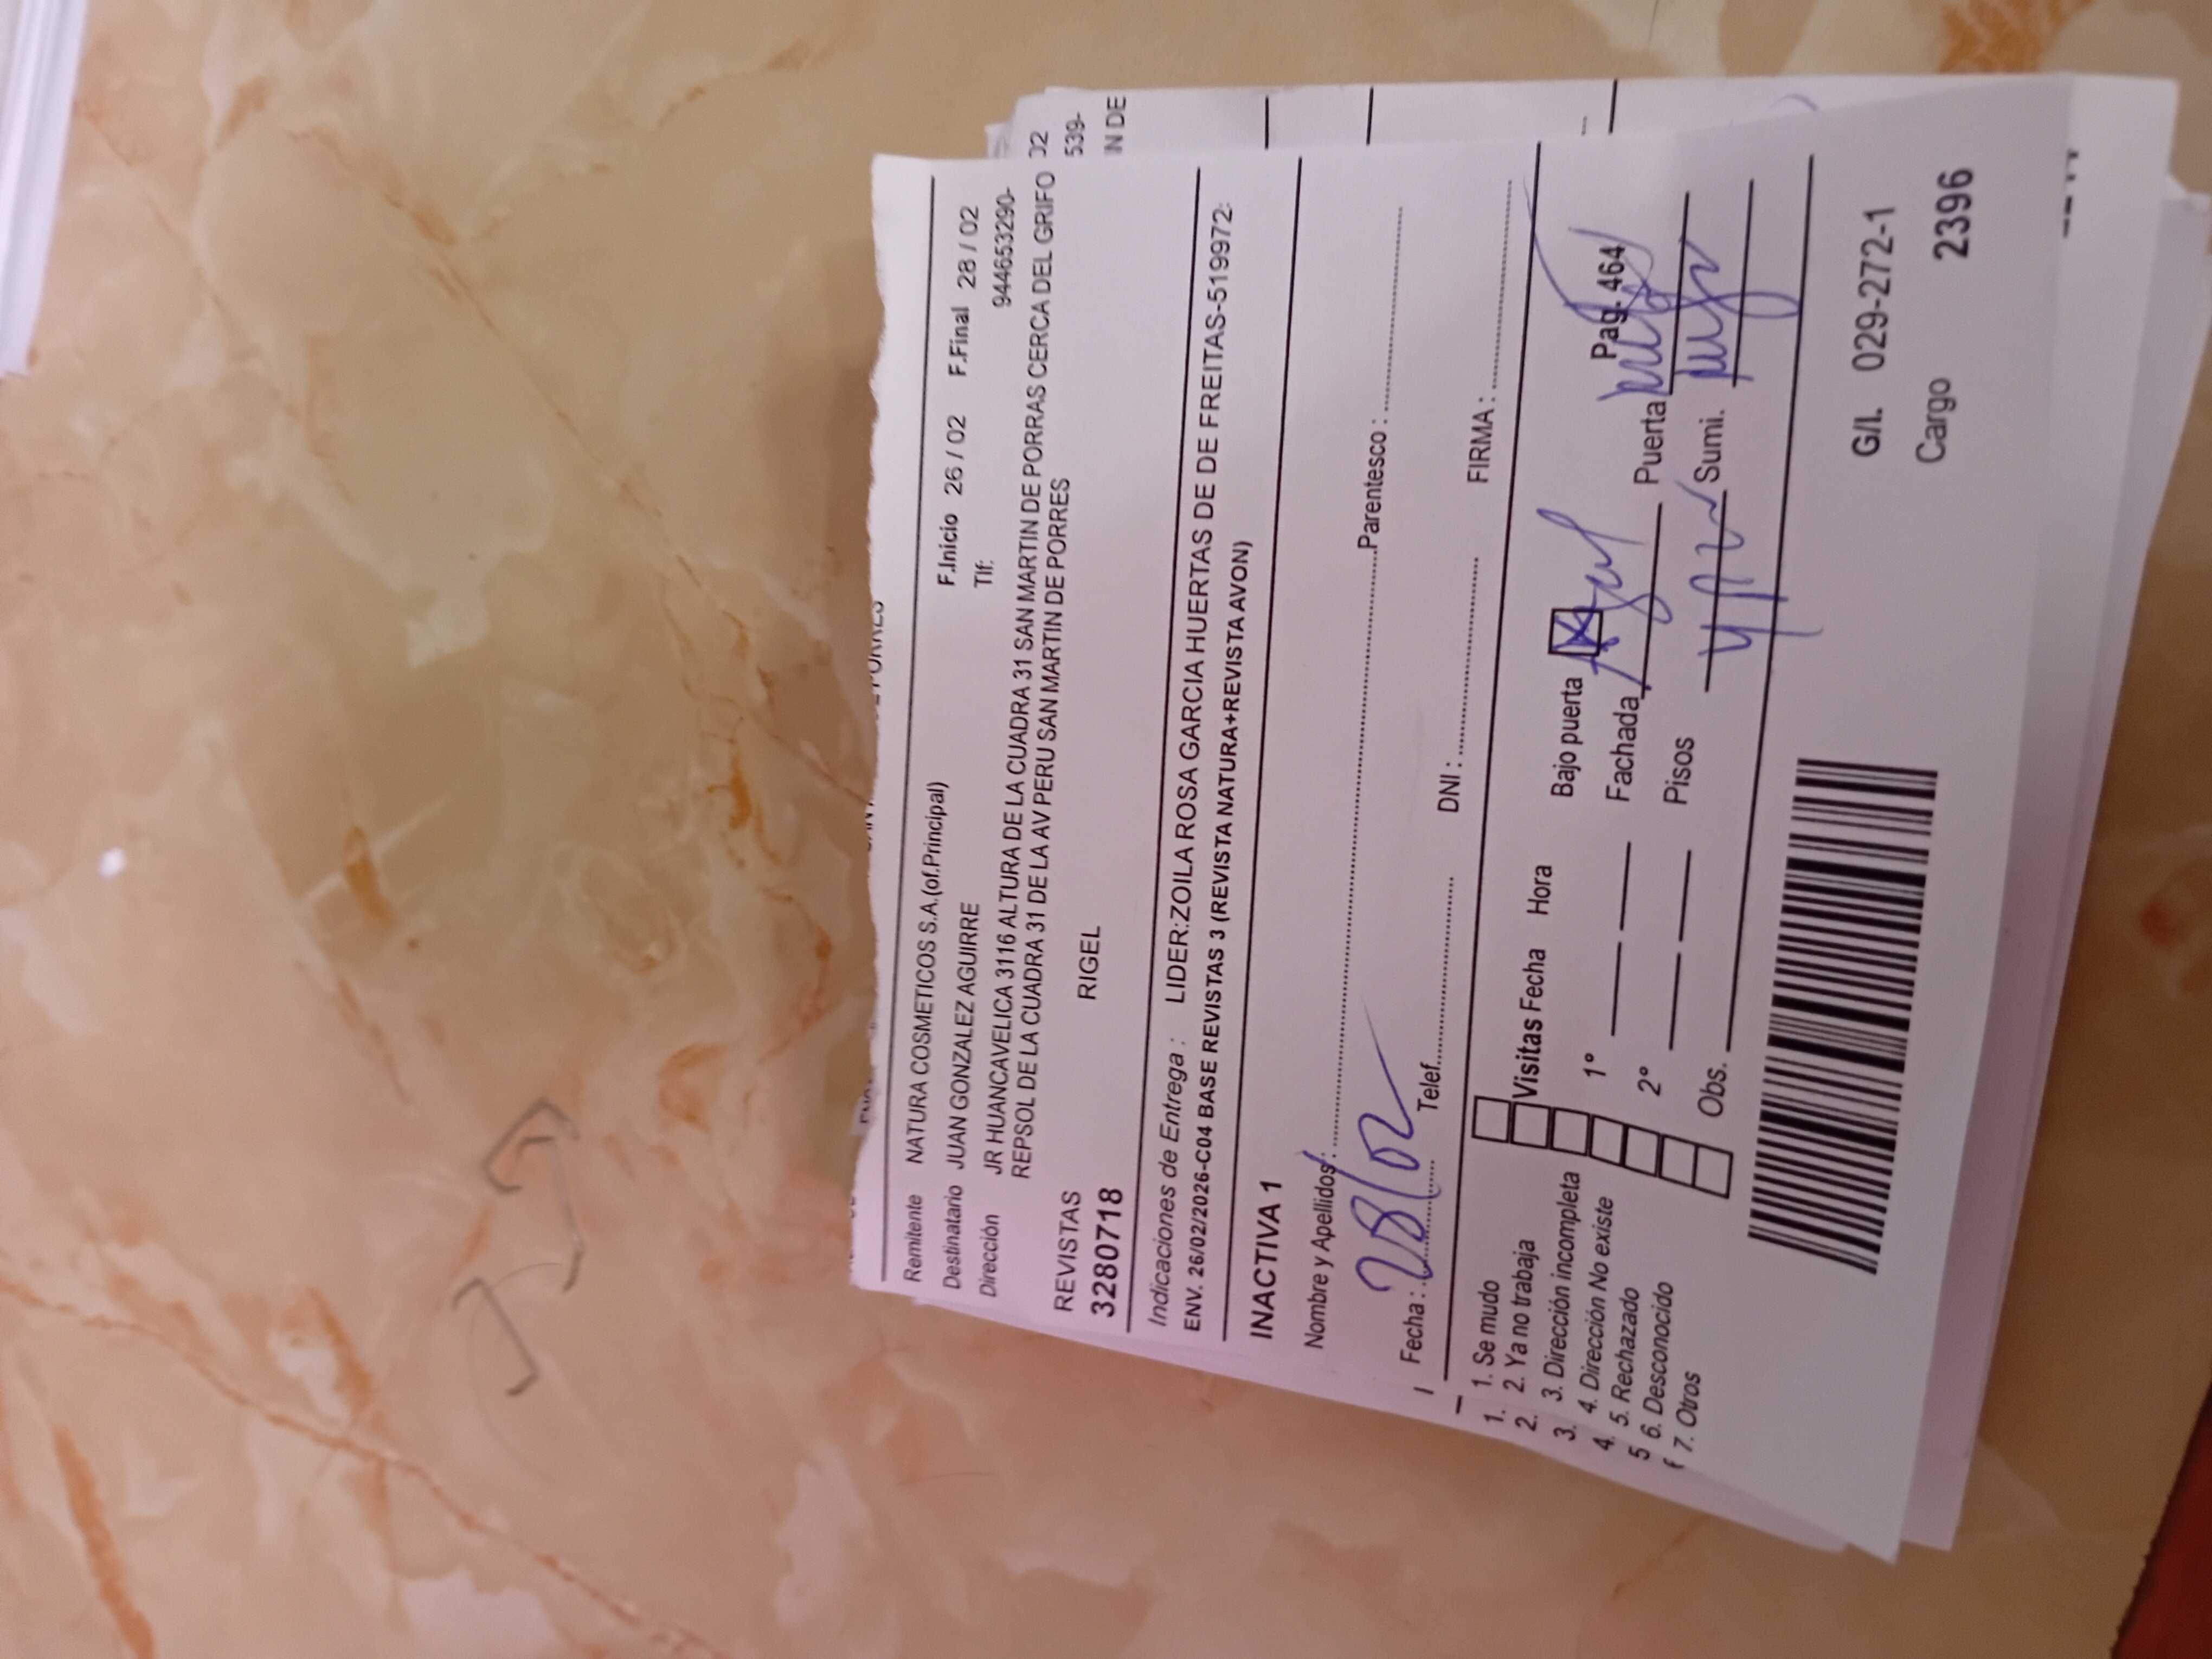 Remitente NATURA COSMETICOS S.A.(of.Principal) F.Inicio 26 / 02 F.Final 28 / 02
Destinatario JUAN GONZALEZ AGUIRRE Tlf: 944653290-
Dirección JR HUANCAVELICA 3116 ALTURA DE LA CUADRA 31 SAN MARTIN DE PORRAS CERCA DEL GRIFO
REPSOL DE LA CUADRA 31 DE LA AV PERU SAN MARTIN DE PORRES
02
539-
N DE
REVISTAS RIGEL
3280718
Indicaciones de Entrega : LIDER:ZOILA ROSA GARCIA HUERTAS DE DE FREITAS-519972:
ENV. 26/02/2026-C04 BASE REVISTAS 3 (REVISTA NATURA+REVISTA AVON)
INACTIVA 1
Nombre y Apellidos: Parentesco :
Fecha : 28/02 Telef. DNI : FIRMA :
1. Se mudo
2. Ya no trabaja
3. Dirección incompleta
4. Dirección No existe
5. Rechazado
6. Desconocido
7. Otros
Visitas Fecha Hora
1°
2°
Obs.
Bajo puerta Pag. 464
Fachada Puerta
Pisos Sumi.
G/I. 029-272-1
Cargo 2396